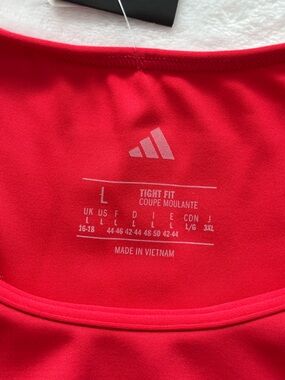 L
TIGHT FIT
COUPE MOULANTE
UK US F D I E CDN J
L L L L L L L/G 3XL
16-18 44-46 42-44 48-50 42-44
MADE IN VIETNAM